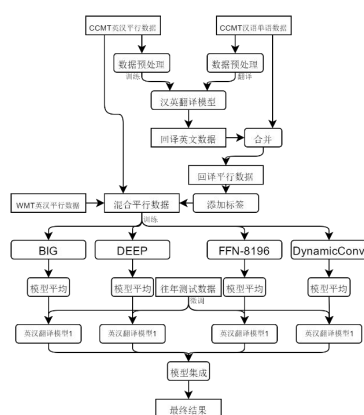 CCMT英汉平行数据 CCMT汉语单语数据
数据预处理 数据预处理
训练 翻译
汉英翻译模型
回译英文数据 合并
回译平行数据
WMT英汉平行数据 混合平行数据 添加标签
训练
BIG DEEP FFN-8196 DynamicConv
模型平均 模型平均 往年测试数据 模型平均 模型平均
微调
英汉翻译模型1 英汉翻译模型1 英汉翻译模型1 英汉翻译模型1
模型集成
最终结果